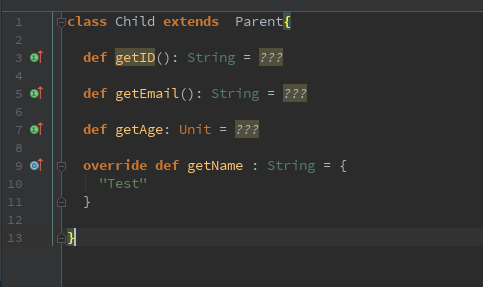 1 class Child extends  Parent{
2
3 def getID(): String = ???
4
5 def getEmail(): String = ???
6
7 def getAge: Unit = ???
8
9 override def getName : String = {
10 "Test"
11 }
12
13 }